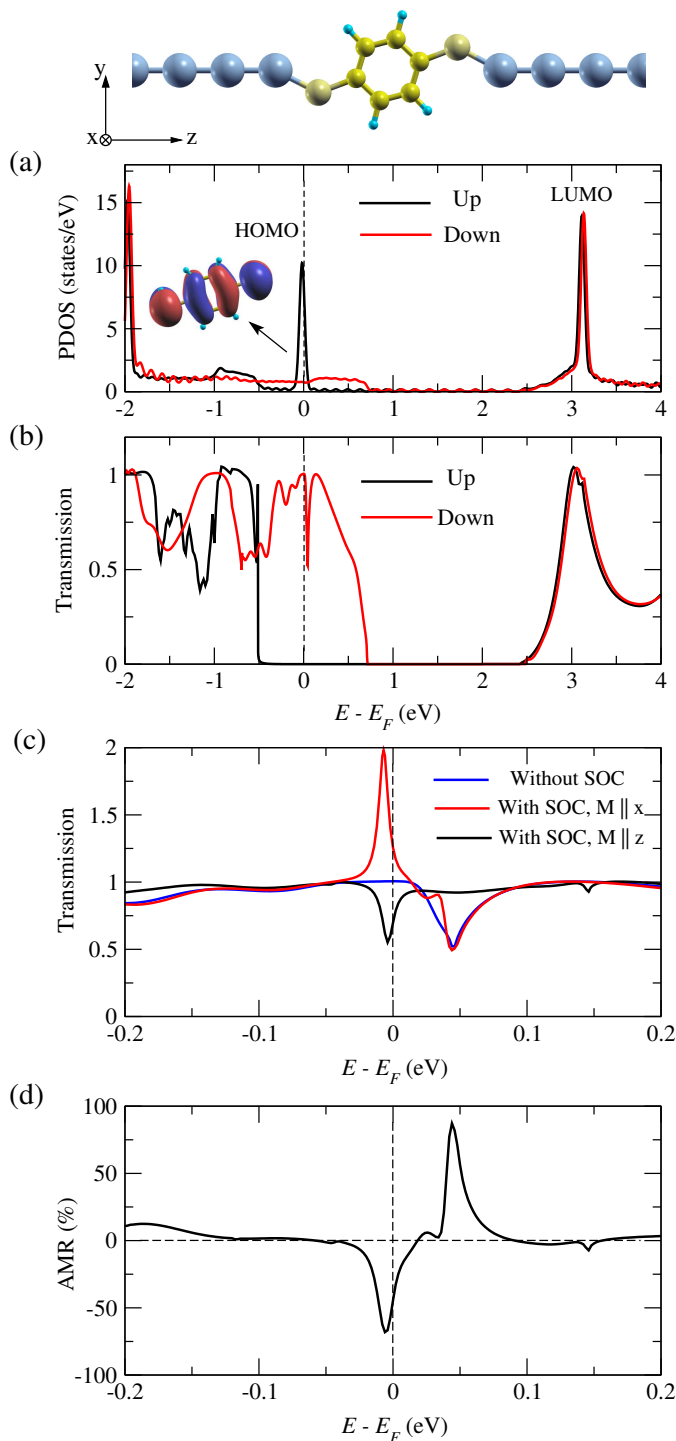 y
x z
(a)
15
10
5
0
PDOS (states/eV)
HOMO
LUMO
Up
Down
-2 -1 0 1 2 3 4
(b)
1
0.5
0
Transmission
Up
Down
-2 -1 0 1 2 3 4
E - E_F (eV)
(c)
2
1.5
1
0.5
0
Transmission
Without SOC
With SOC, M || x
With SOC, M || z
-0.2 -0.1 0 0.1 0.2
E - E_F (eV)
(d)
100
50
0
-50
-100
AMR (%)
-0.2 -0.1 0 0.1 0.2
E - E_F (eV)